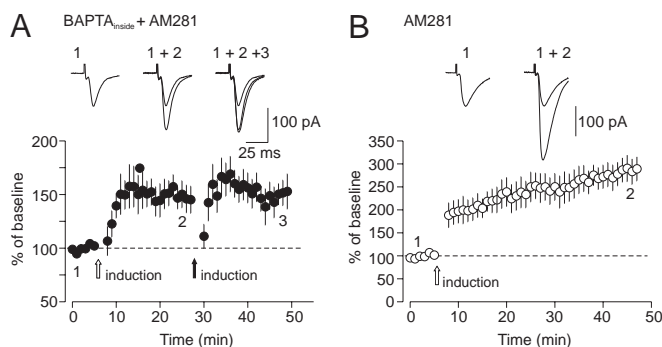 A
BAPTAinside + AM281
1
1 + 2
1 + 2 +3
100 pA
25 ms
% of baseline
200
150
100
50
1
2
3
induction
induction
0
10
20
30
40
50
Time (min)
B
AM281
1
1 + 2
100 pA
% of baseline
350
300
250
200
150
100
50
0
1
2
induction
0
10
20
30
40
50
Time (min)